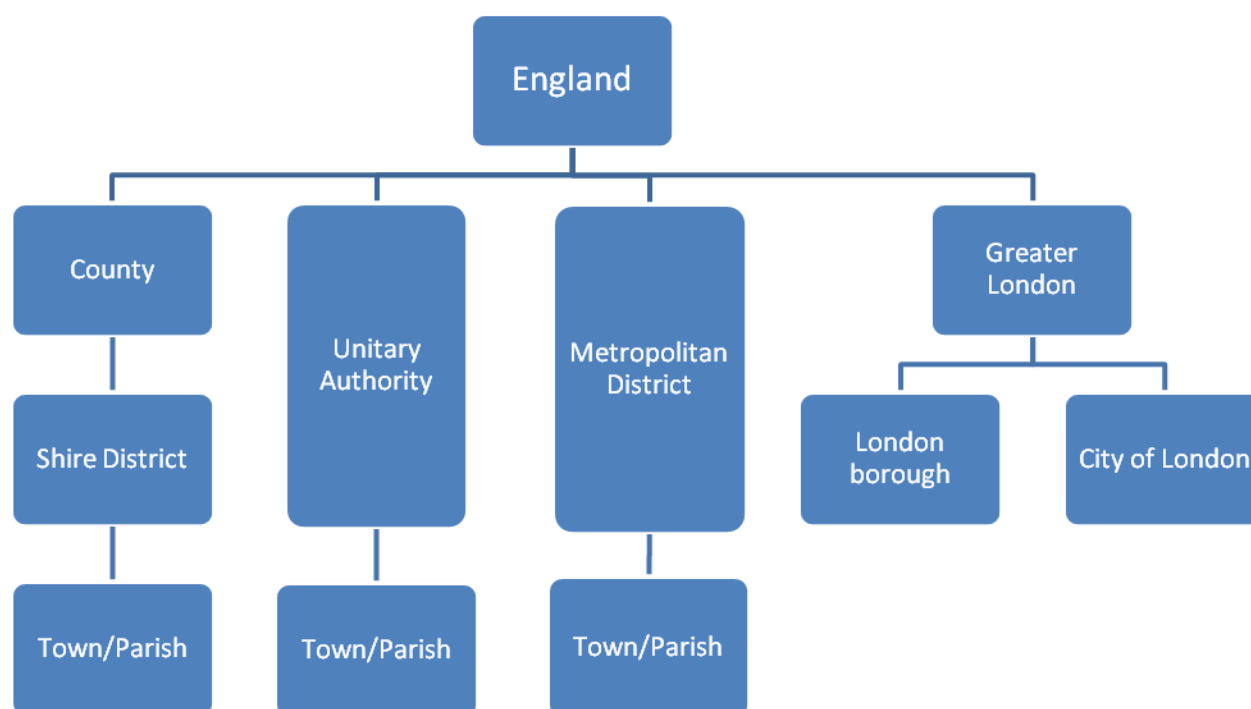 England
County
Unitary
Authority
Metropolitan
District
Greater
London
Shire District
London
borough
City of London
Town/Parish
Town/Parish
Town/Parish